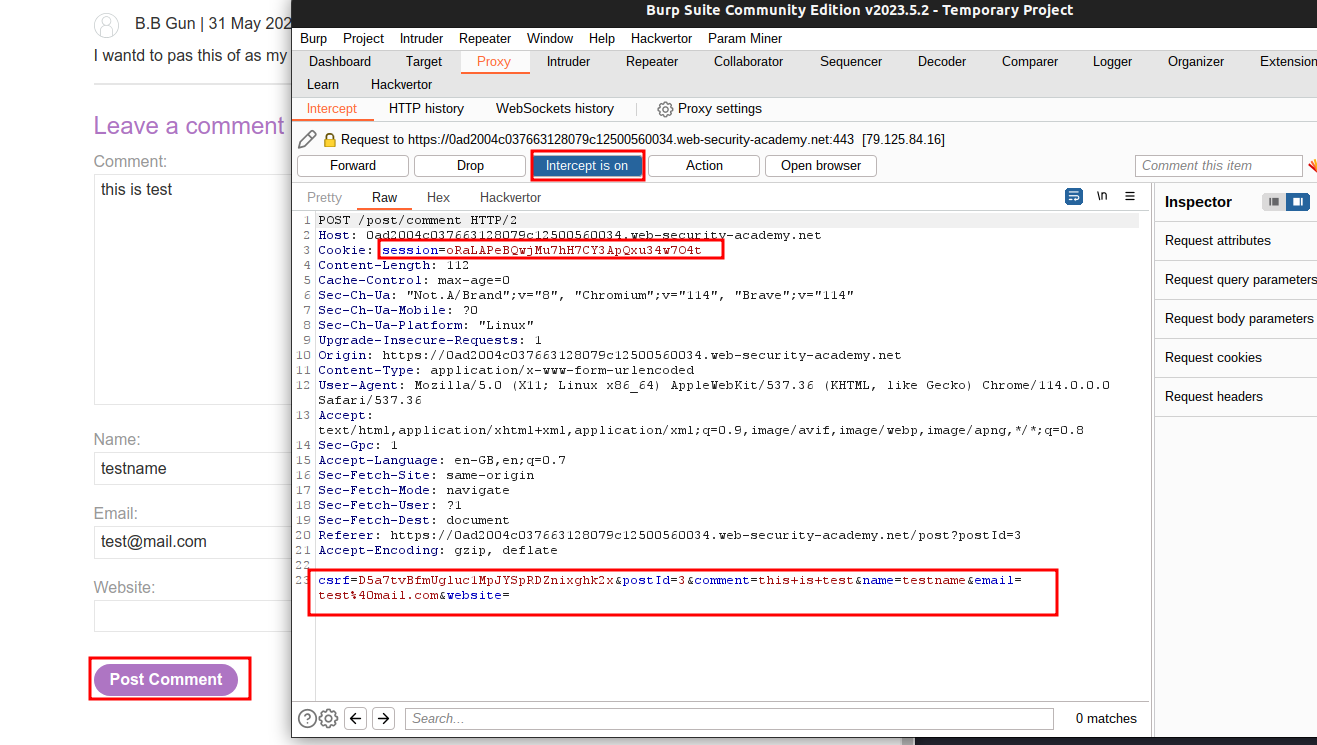 B.B Gun | 31 May 202
I wantd to pas this of as my
Leave a comment
Comment:
this is test
Name:
testname
Email:
test@mail.com
Website:
Post Comment
Burp Suite Community Edition v2023.5.2 - Temporary Project
Burp Project Intruder Repeater Window Help Hackvertor Param Miner
Dashboard Target Proxy Intruder Repeater Collaborator Sequencer Decoder Comparer Logger Organizer Extension
Learn Hackvertor
Intercept HTTP history WebSockets history Proxy settings
Request to https://0ad2004c037663128079c12500560034.web-security-academy.net:443 [79.125.84.16]
Forward Drop Intercept is on Action Open browser Comment this item
Pretty Raw Hex Hackvertor \n
1 POST /post/comment HTTP/2
2 Host: 0ad2004c037663128079c12500560034.web-security-academy.net
3 Cookie: session=oRaLAPeBQwjMu7hH7CY3ApQxu34w7O4t
4 Content-Length: 112
5 Cache-Control: max-age=0
6 Sec-Ch-Ua: "Not.A/Brand";v="8", "Chromium";v="114", "Brave";v="114"
7 Sec-Ch-Ua-Mobile: ?0
8 Sec-Ch-Ua-Platform: "Linux"
9 Upgrade-Insecure-Requests: 1
10 Origin: https://0ad2004c037663128079c12500560034.web-security-academy.net
11 Content-Type: application/x-www-form-urlencoded
12 User-Agent: Mozilla/5.0 (X11; Linux x86_64) AppleWebKit/537.36 (KHTML, like Gecko) Chrome/114.0.0.0
Safari/537.36
13 Accept:
text/html,application/xhtml+xml,application/xml;q=0.9,image/avif,image/webp,image/apng,*/*;q=0.8
14 Sec-Gpc: 1
15 Accept-Language: en-GB,en;q=0.7
16 Sec-Fetch-Site: same-origin
17 Sec-Fetch-Mode: navigate
18 Sec-Fetch-User: ?1
19 Sec-Fetch-Dest: document
20 Referer: https://0ad2004c037663128079c12500560034.web-security-academy.net/post?postId=3
21 Accept-Encoding: gzip, deflate
22
23 csrf=D5a7tvBfmUgluc1MpJYSpRDZnixghk2x&postId=3&comment=this+is+test&name=testname&email=
test%40mail.com&website=
Search... 0 matches
Inspector
Request attributes
Request query parameters
Request body parameters
Request cookies
Request headers